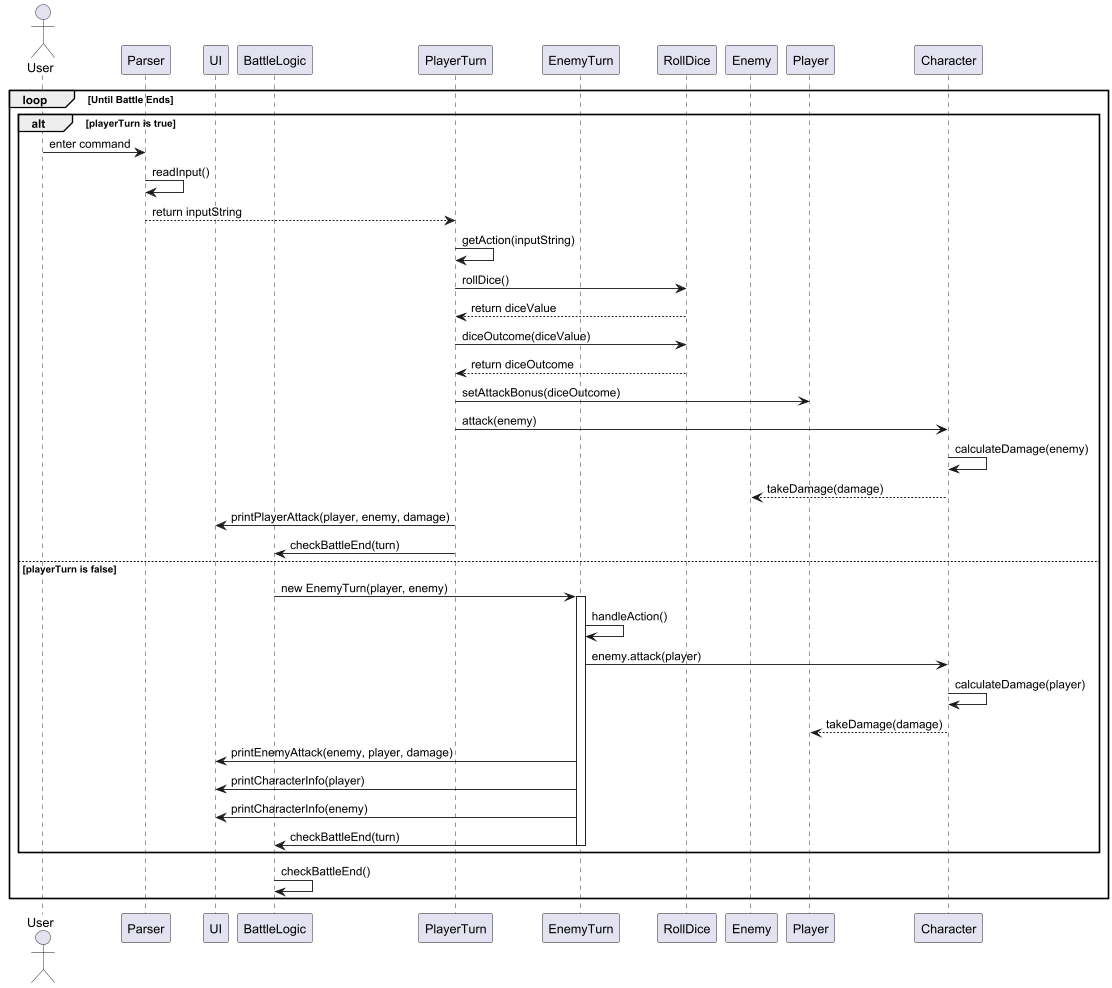 User
Parser
UI
BattleLogic
PlayerTurn
EnemyTurn
RollDice
Enemy
Player
Character
loop
[Until Battle Ends]
alt
[playerTurn is true]
enter command
readInput()
return inputString
getAction(inputString)
rollDice()
return diceValue
diceOutcome(diceValue)
return diceOutcome
setAttackBonus(diceOutcome)
attack(enemy)
calculateDamage(enemy)
takeDamage(damage)
printPlayerAttack(player, enemy, damage)
checkBattleEnd(turn)
[playerTurn is false]
new EnemyTurn(player, enemy)
handleAction()
enemy.attack(player)
calculateDamage(player)
takeDamage(damage)
printEnemyAttack(enemy, player, damage)
printCharacterInfo(player)
printCharacterInfo(enemy)
checkBattleEnd(turn)
checkBattleEnd()
User
Parser
UI
BattleLogic
PlayerTurn
EnemyTurn
RollDice
Enemy
Player
Character